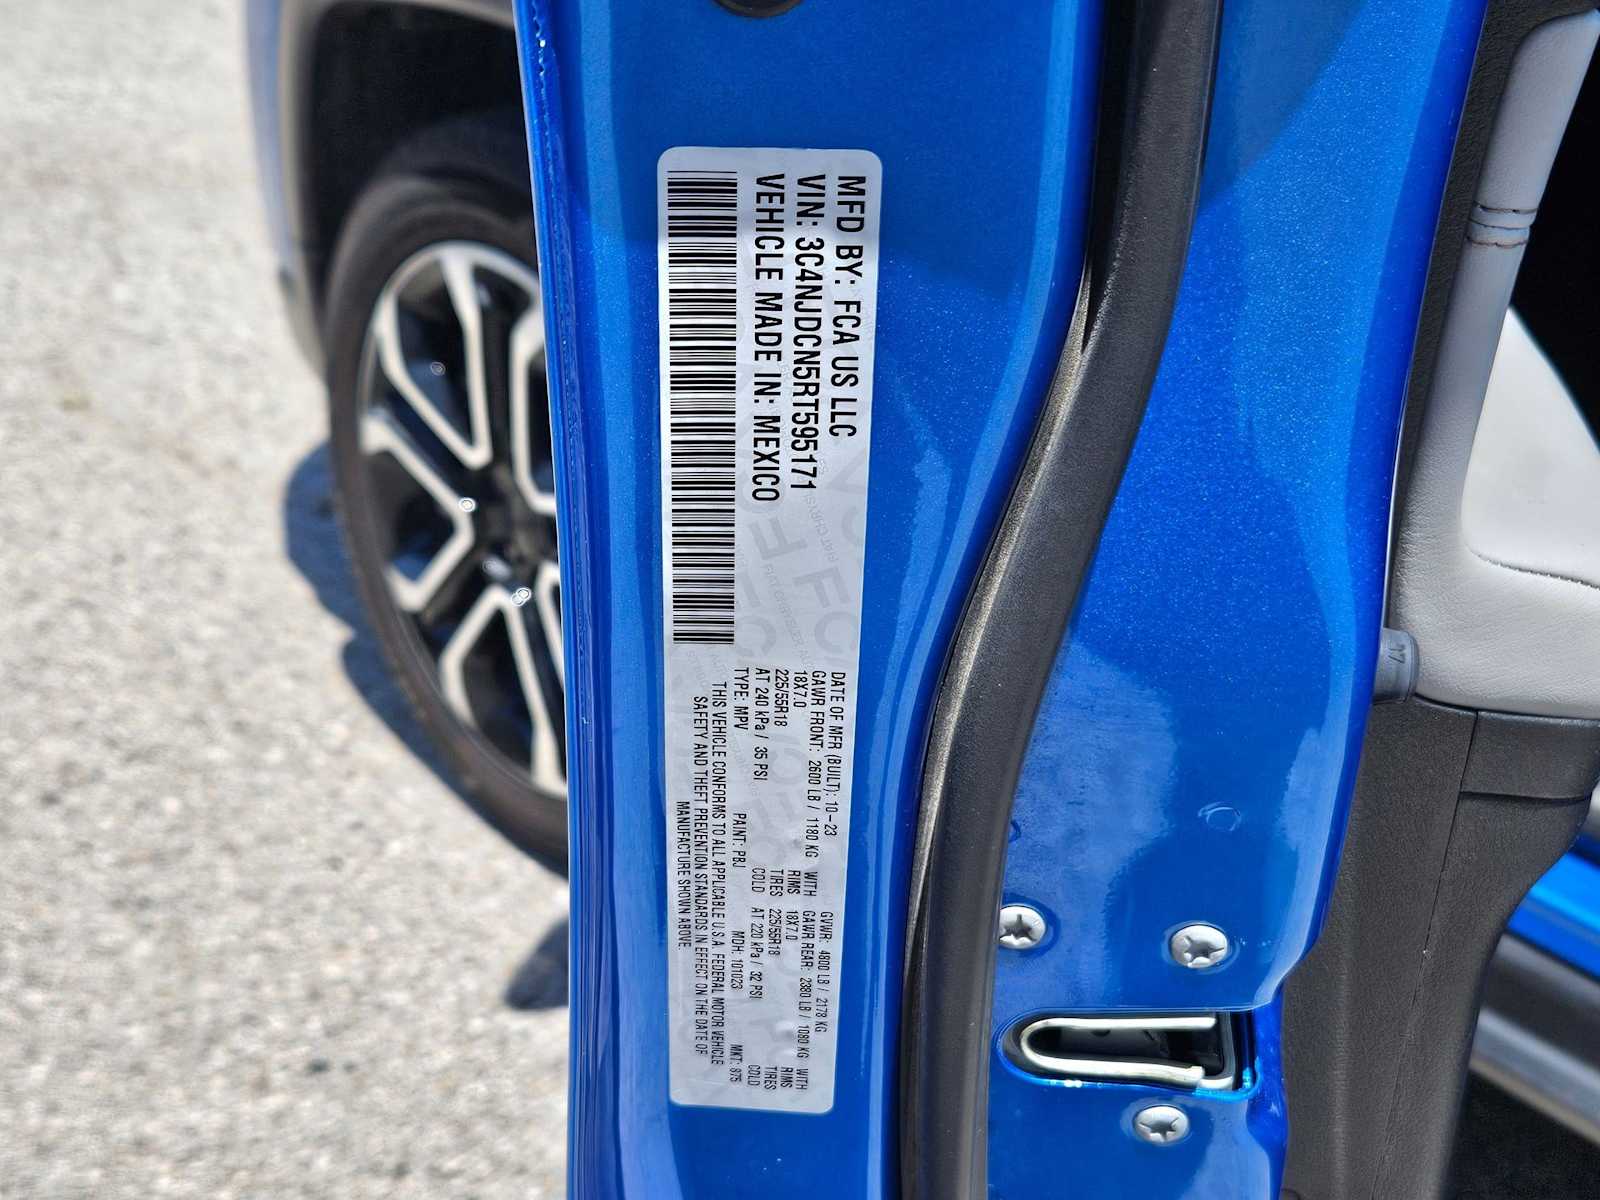 MFD BY: FCA US LLC
VIN: 3C4NJDCN5RT595171
VEHICLE MADE IN: MEXICO
DATE OF MFR (BUILT): 10-23 GVWR: 4800 LB / 2178 KG
GAWR FRONT: 2600 LB / 1180 KG WITH GAWR REAR: 2380 LB / 1080 KG WITH
18X7.0 RIMS 18X7.0 RIMS
225/55R18 TIRES 225/55R18 TIRES
AT 240 kPa / 35 PSI COLD AT 220 kPa / 32 PSI COLD
TYPE: MPV PAINT: PBJ MDH: 101023 MKT: 875
THIS VEHICLE CONFORMS TO ALL APPLICABLE U.S.A. FEDERAL MOTOR VEHICLE
SAFETY AND THEFT PREVENTION STANDARDS IN EFFECT ON THE DATE OF
MANUFACTURE SHOWN ABOVE.